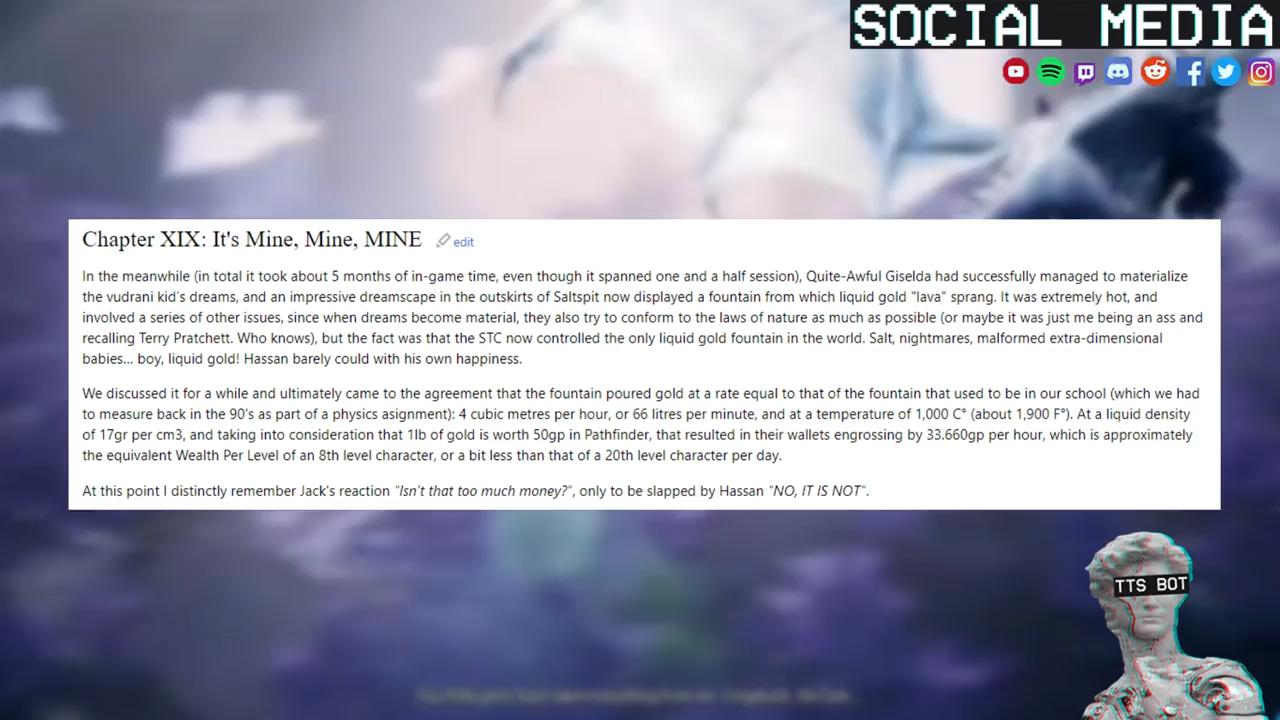 SOCIAL MEDIA
Chapter XIX: It's Mine, Mine, MINE edit
In the meanwhile (in total it took about 5 months of in-game time, even though it spanned one and a half session), Quite-Awful Giselda had successfully managed to materialize
the vudrani kid's dreams, and an impressive dreamscape in the outskirts of Saltspit now displayed a fountain from which liquid gold "lava" sprang. It was extremely hot, and
involved a series of other issues, since when dreams become material, they also try to conform to the laws of nature as much as possible (or maybe it was just me being an ass and
recalling Terry Pratchett. Who knows), but the fact was that the STC now controlled the only liquid gold fountain in the world. Salt, nightmares, malformed extra-dimensional
babies... boy, liquid gold! Hassan barely could with his own happiness.
We discussed it for a while and ultimately came to the agreement that the fountain poured gold at a rate equal to that of the fountain that used to be in our school (which we had
to measure back in the 90's as part of a physics asignment): 4 cubic metres per hour, or 66 litres per minute, and at a temperature of 1,000 C° (about 1,900 F°). At a liquid density
of 17gr per cm3, and taking into consideration that 1lb of gold is worth 50gp in Pathfinder, that resulted in their wallets engrossing by 33.660gp per hour, which is approximately
the equivalent Wealth Per Level of an 8th level character, or a bit less than that of a 20th level character per day.
At this point I distinctly remember Jack's reaction "Isn't that too much money?", only to be slapped by Hassan "NO, IT IS NOT".
TTS BOT